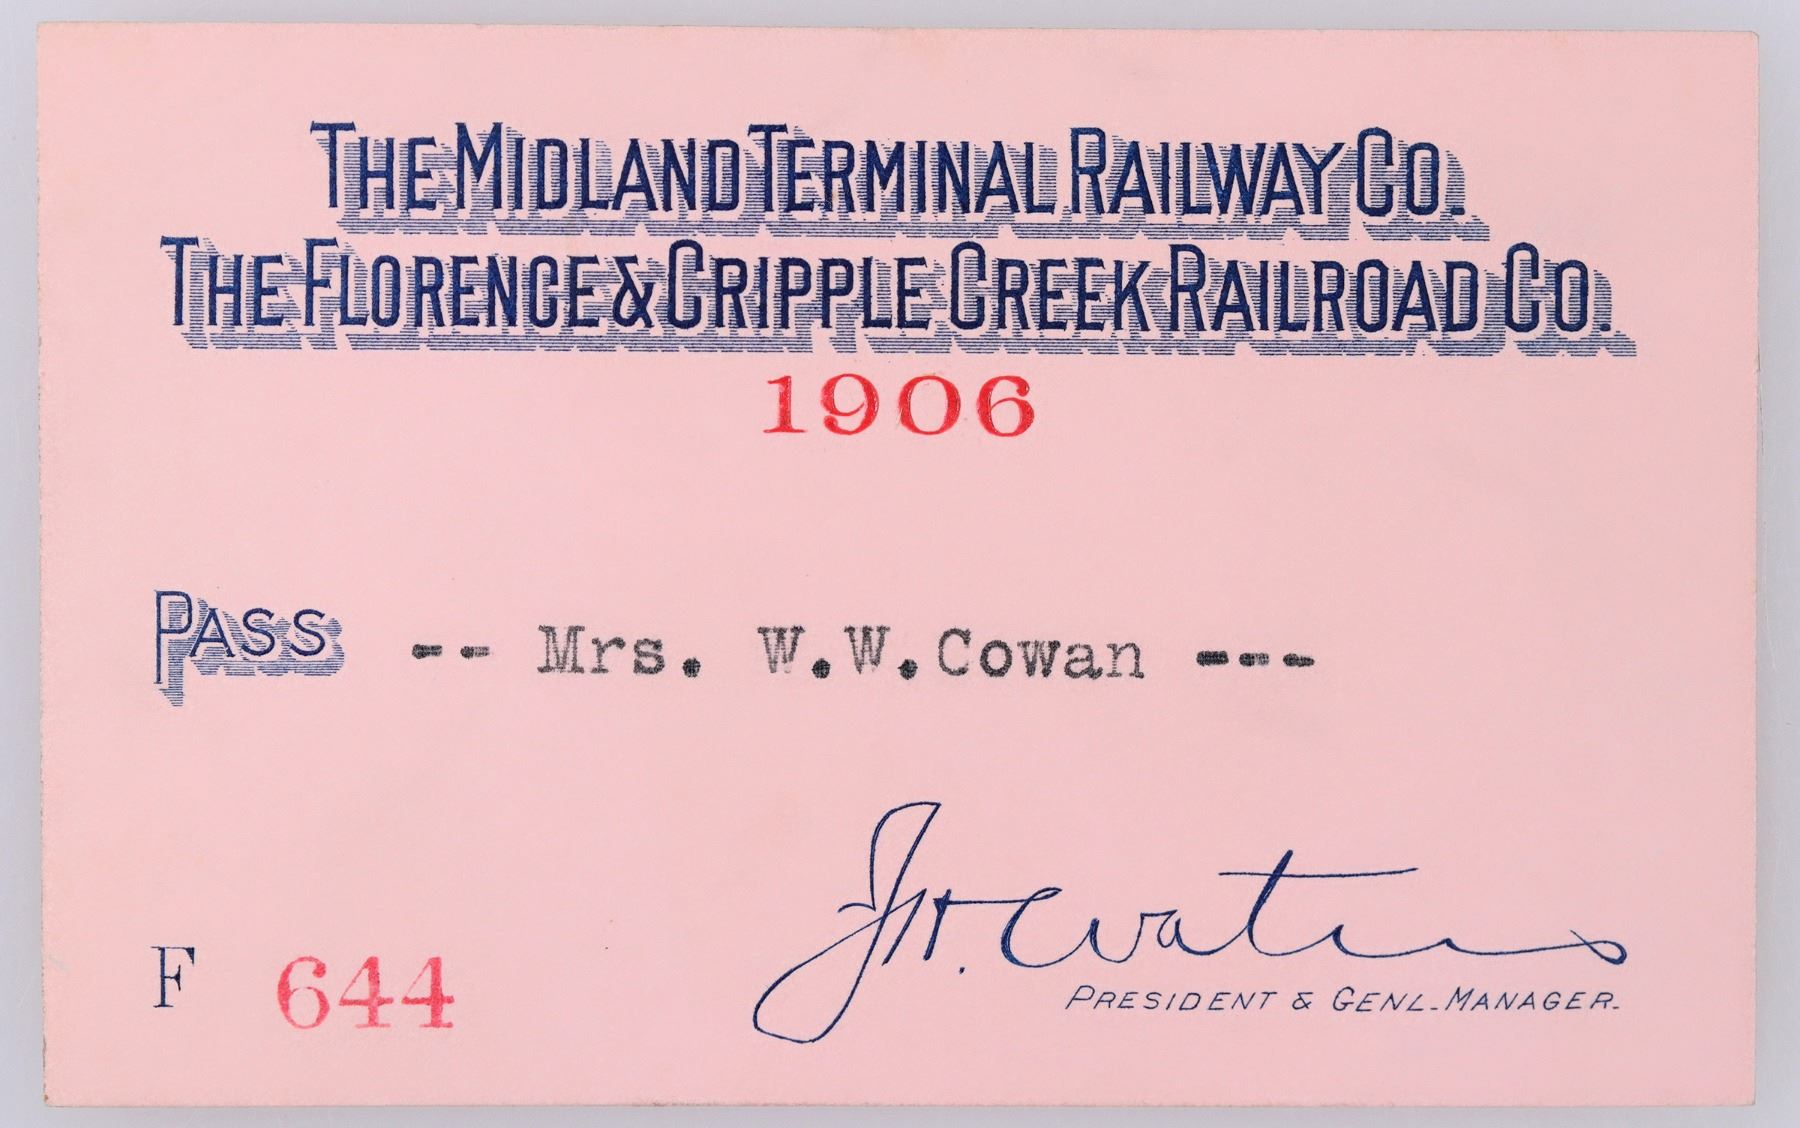 THE MIDLAND TERMINAL RAILWAY CO.
THE FLORENCE & CRIPPLE CREEK RAILROAD CO.
1906
PASS -- Mrs. W.W.Cowan ---
J.H. Waters
PRESIDENT & GENL. MANAGER.
F 644